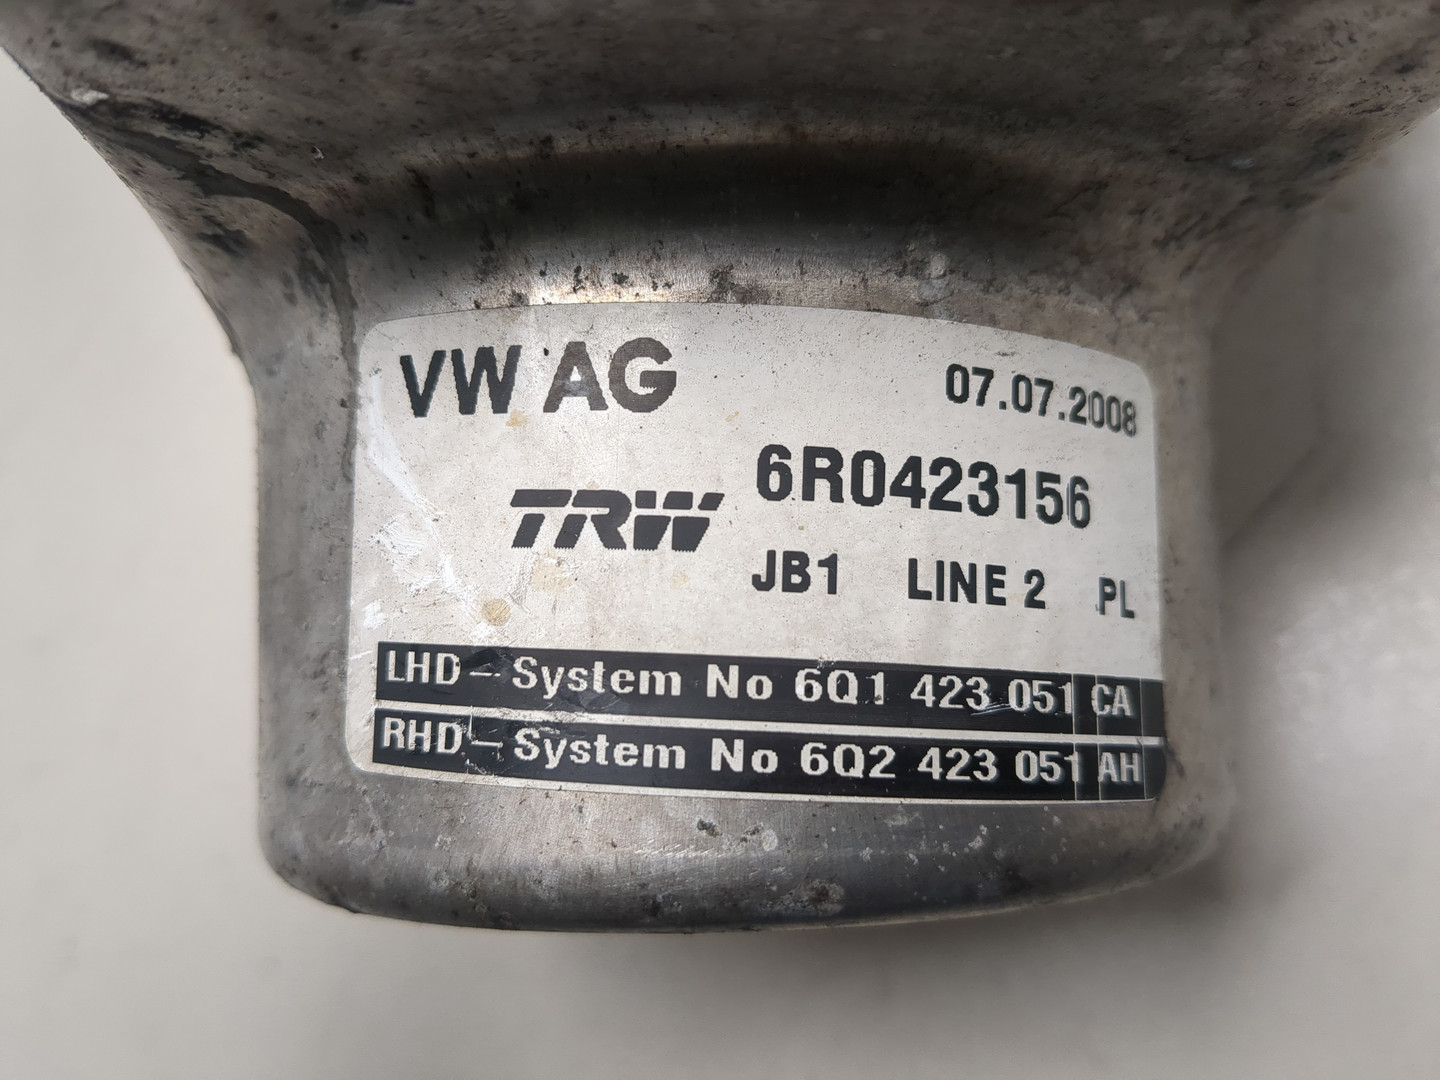 VW AG
07.07.2008
TRW
6R0423156
JB1 LINE 2 PL
LHD - System No 6Q1 423 051 CA
RHD - System No 6Q2 423 051 AH